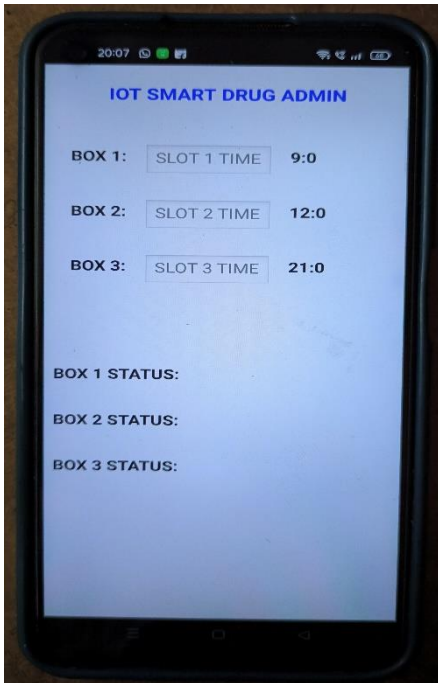 20:07
IOT SMART DRUG ADMIN
BOX 1: SLOT 1 TIME 9:0
BOX 2: SLOT 2 TIME 12:0
BOX 3: SLOT 3 TIME 21:0
BOX 1 STATUS:
BOX 2 STATUS:
BOX 3 STATUS: